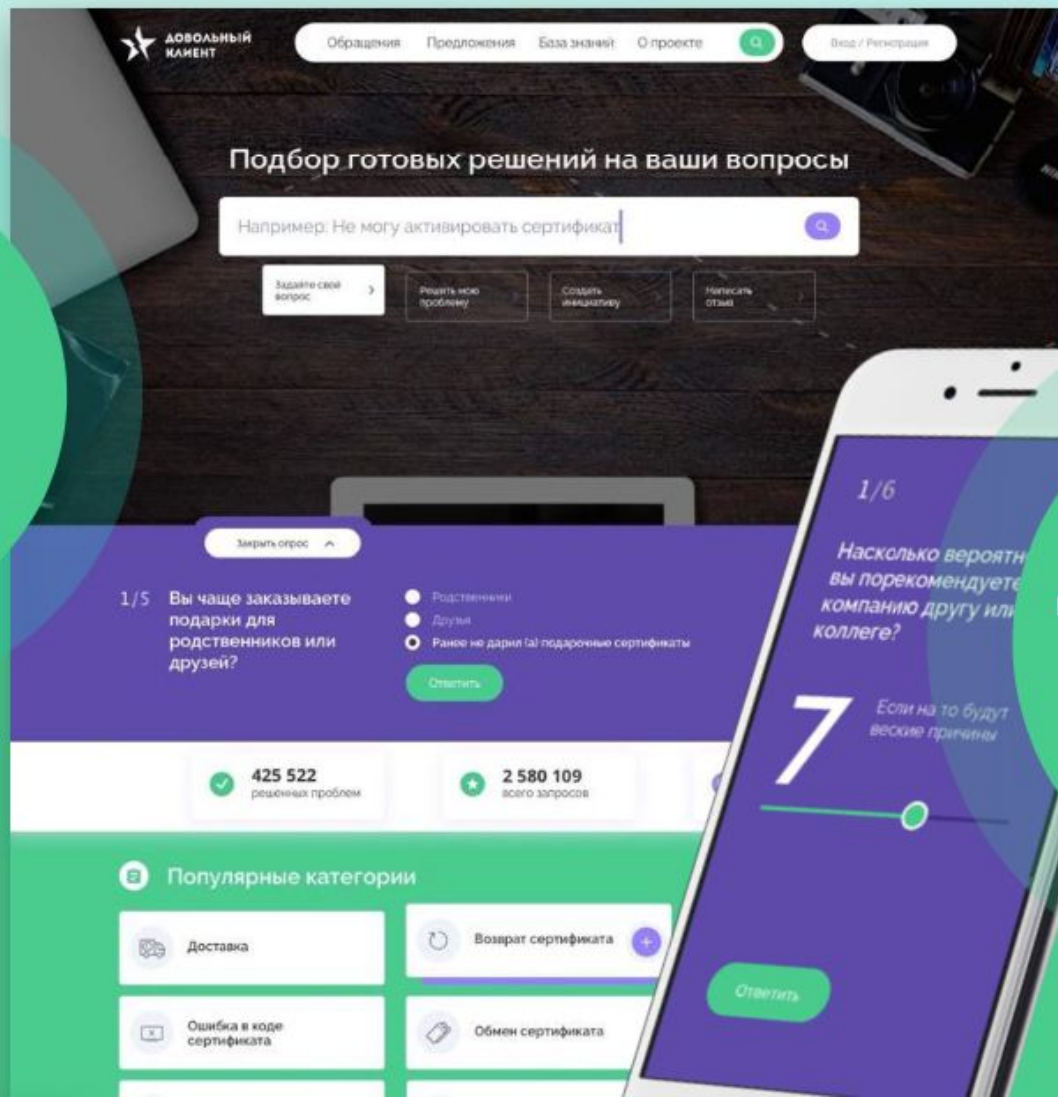 ДОВОЛЬНЫЙ
КЛИЕНТ
Обращения Предложения База знаний О проекте
Вход / Регистрация
Подбор готовых решений на ваши вопросы
Например: Не могу активировать сертификат
Задайте свой
вопрос
Решить мою
проблему
Создать
инициативу
Написать
отзыв
Закрыть опрос
1/5
Вы чаще заказываете
подарки для
родственников или
друзей?
Родственники
Друзья
Ранее не дарил (а) подарочные сертификаты
Ответить
425 522
решенных проблем
2 580 109
всего запросов
Популярные категории
Доставка
Возврат сертификата
Ошибка в коде
сертификата
Обмен сертификата
1/6
Насколько вероятн
вы порекомендуете
компанию другу или
коллеге?
7
Если на то будут
веские причины
Ответить